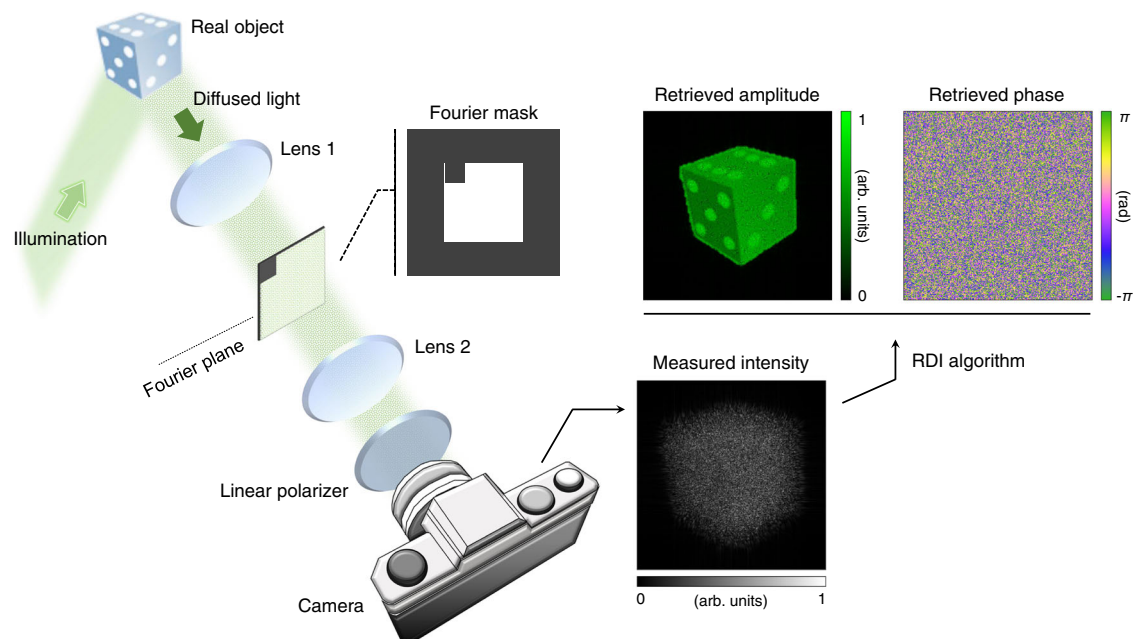 Real object
Diffused light
Lens 1
Illumination
Fourier plane
Fourier mask
Lens 2
Linear polarizer
Camera
Retrieved amplitude
1
(arb. units)
0
Retrieved phase
π
(rad)
-π
RDI algorithm
Measured intensity
0 (arb. units) 1